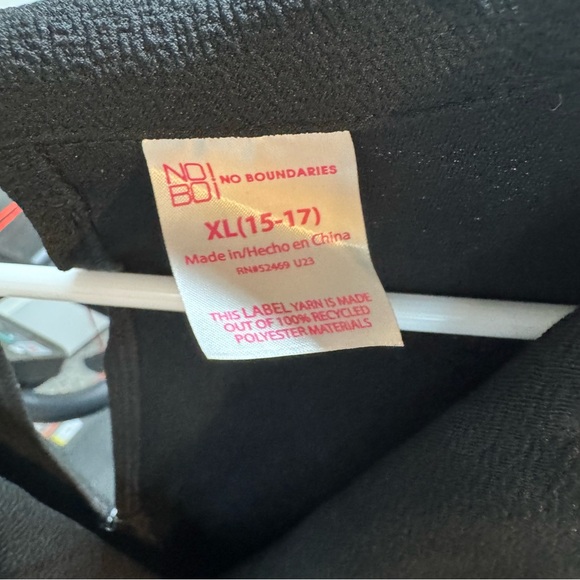 NO!
BO! NO BOUNDARIES
XL(15-17)
Made in/Hecho en China
RN#52469 U23
THIS LABEL YARN IS MADE
OUT OF 100% RECYCLED
POLYESTER MATERIALS